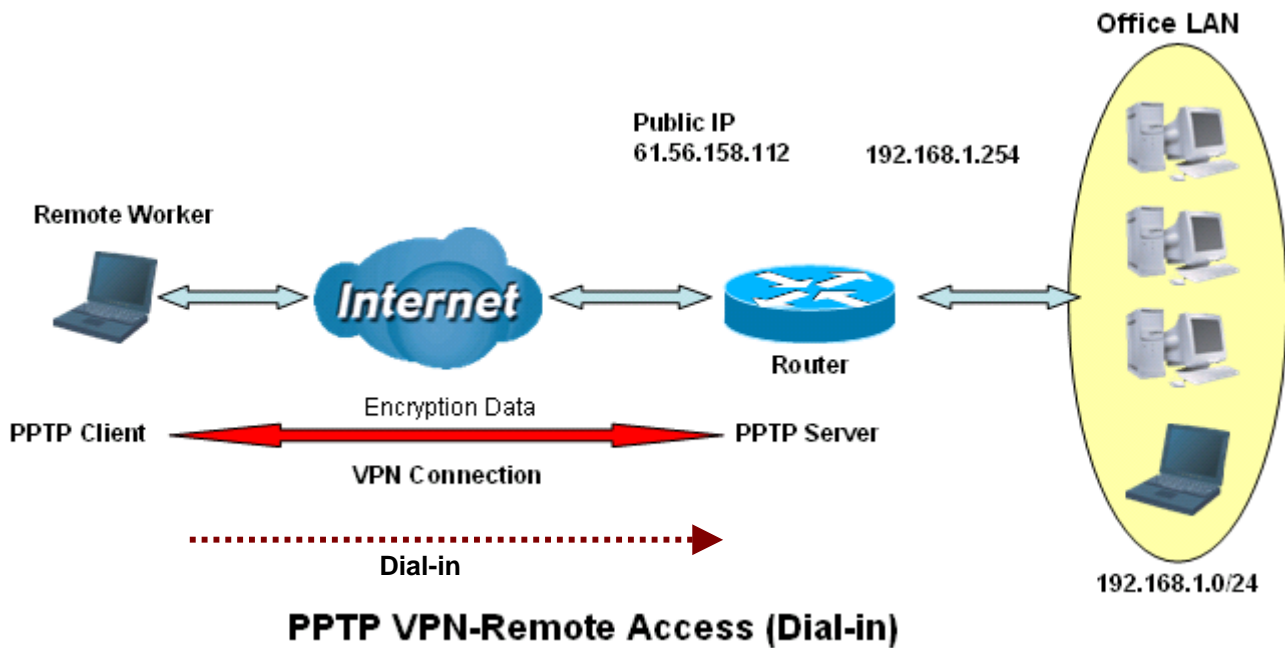 Office LAN
Public IP
61.56.158.112
192.168.1.254
Remote Worker
Internet
Router
Encryption Data
PPTP Client
PPTP Server
VPN Connection
Dial-in
192.168.1.0/24
PPTP VPN-Remote Access (Dial-in)